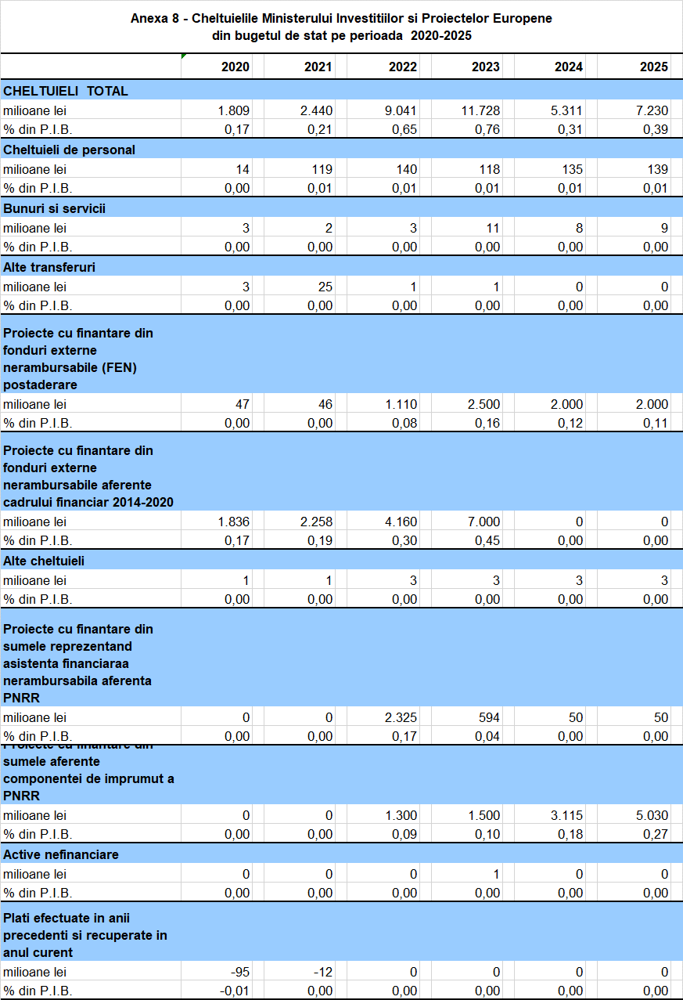 Anexa 8 - Cheltuielile Ministerului Investitiilor si Proiectelor Europene
din bugetul de stat pe perioada 2020-2025
2020 2021 2022 2023 2024 2025
CHELTUIELI TOTAL
milioane lei 1.809 2.440 9.041 11.728 5.311 7.230
% din P.I.B. 0,17 0,21 0,65 0,76 0,31 0,39
Cheltuieli de personal
milioane lei 14 119 140 118 135 139
% din P.I.B. 0,00 0,01 0,01 0,01 0,01 0,01
Bunuri si servicii
milioane lei 3 2 3 11 8 9
% din P.I.B. 0,00 0,00 0,00 0,00 0,00 0,00
Alte transferuri
milioane lei 3 25 1 1 0 0
% din P.I.B. 0,00 0,00 0,00 0,00 0,00 0,00
Proiecte cu finantare din
fonduri externe
nerambursabile (FEN)
postaderare
milioane lei 47 46 1.110 2.500 2.000 2.000
% din P.I.B. 0,00 0,00 0,08 0,16 0,12 0,11
Proiecte cu finantare din
fonduri externe
nerambursabile aferente
cadrului financiar 2014-2020
milioane lei 1.836 2.258 4.160 7.000 0 0
% din P.I.B. 0,17 0,19 0,30 0,45 0,00 0,00
Alte cheltuieli
milioane lei 1 1 3 3 3 3
% din P.I.B. 0,00 0,00 0,00 0,00 0,00 0,00
Proiecte cu finantare din
sumele reprezentand
asistenta financiaraa
nerambursabila aferenta
PNRR
milioane lei 0 0 2.325 594 50 50
% din P.I.B. 0,00 0,00 0,17 0,04 0,00 0,00
Proiecte cu finantare din
sumele aferente
componentei de imprumut a
PNRR
milioane lei 0 0 1.300 1.500 3.115 5.030
% din P.I.B. 0,00 0,00 0,09 0,10 0,18 0,27
Active nefinanciare
milioane lei 0 0 0 1 0 0
% din P.I.B. 0,00 0,00 0,00 0,00 0,00 0,00
Plati efectuate in anii
precedenti si recuperate in
anul curent
milioane lei -95 -12 0 0 0 0
% din P.I.B. -0,01 0,00 0,00 0,00 0,00 0,00